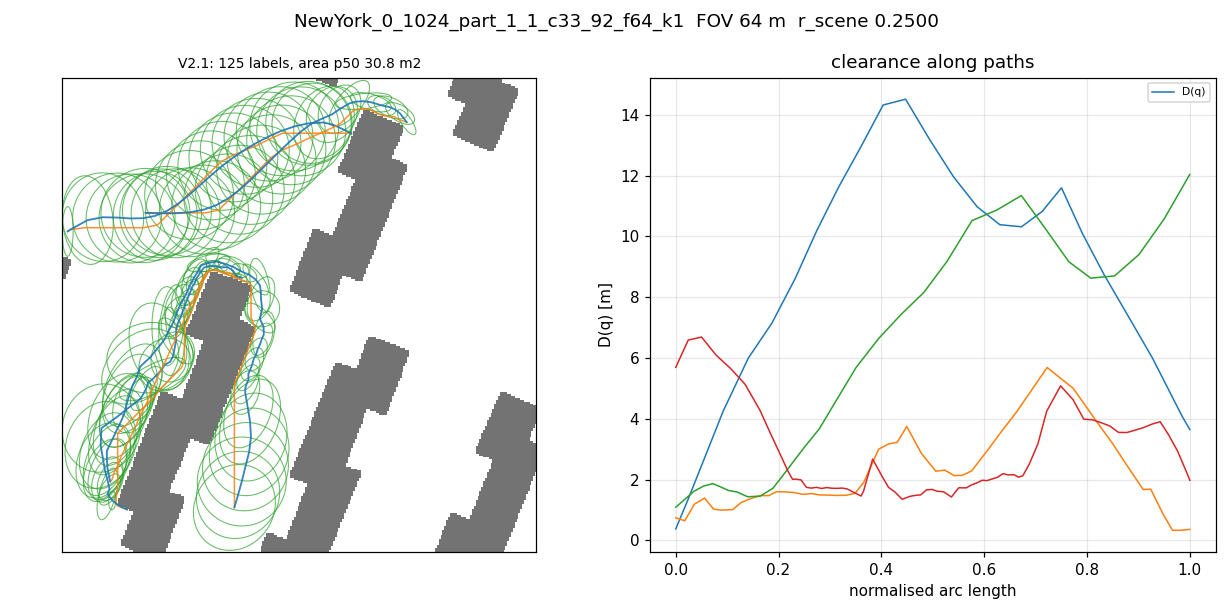 NewYork_0_1024_part_1_1_c33_92_f64_k1  FOV 64 m  r_scene 0.2500
V2.1: 125 labels, area p50 30.8 m2
clearance along paths
D(q)
D(q) [m]
14
12
10
8
6
4
2
0
0.0 0.2 0.4 0.6 0.8 1.0
normalised arc length